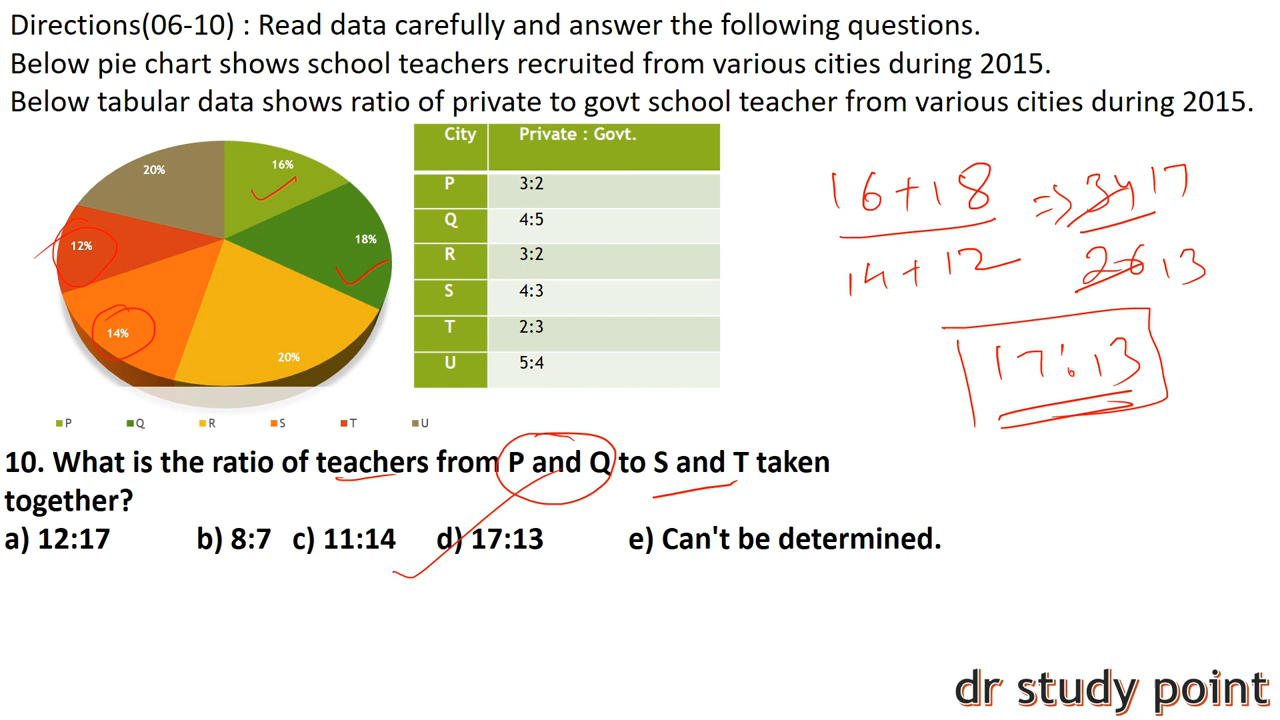 Directions(06-10) : Read data carefully and answer the following questions.
Below pie chart shows school teachers recruited from various cities during 2015.
Below tabular data shows ratio of private to govt school teacher from various cities during 2015.
City Private : Govt.
P 3:2
Q 4:5
R 3:2
S 4:3
T 2:3
U 5:4
16%
18%
20%
14%
12%
20%
P Q R S T U
16+18 => 34 17
14+12 26 13
17:13
10. What is the ratio of teachers from P and Q to S and T taken
together?
a) 12:17 b) 8:7 c) 11:14 d) 17:13 e) Can't be determined.
dr study point